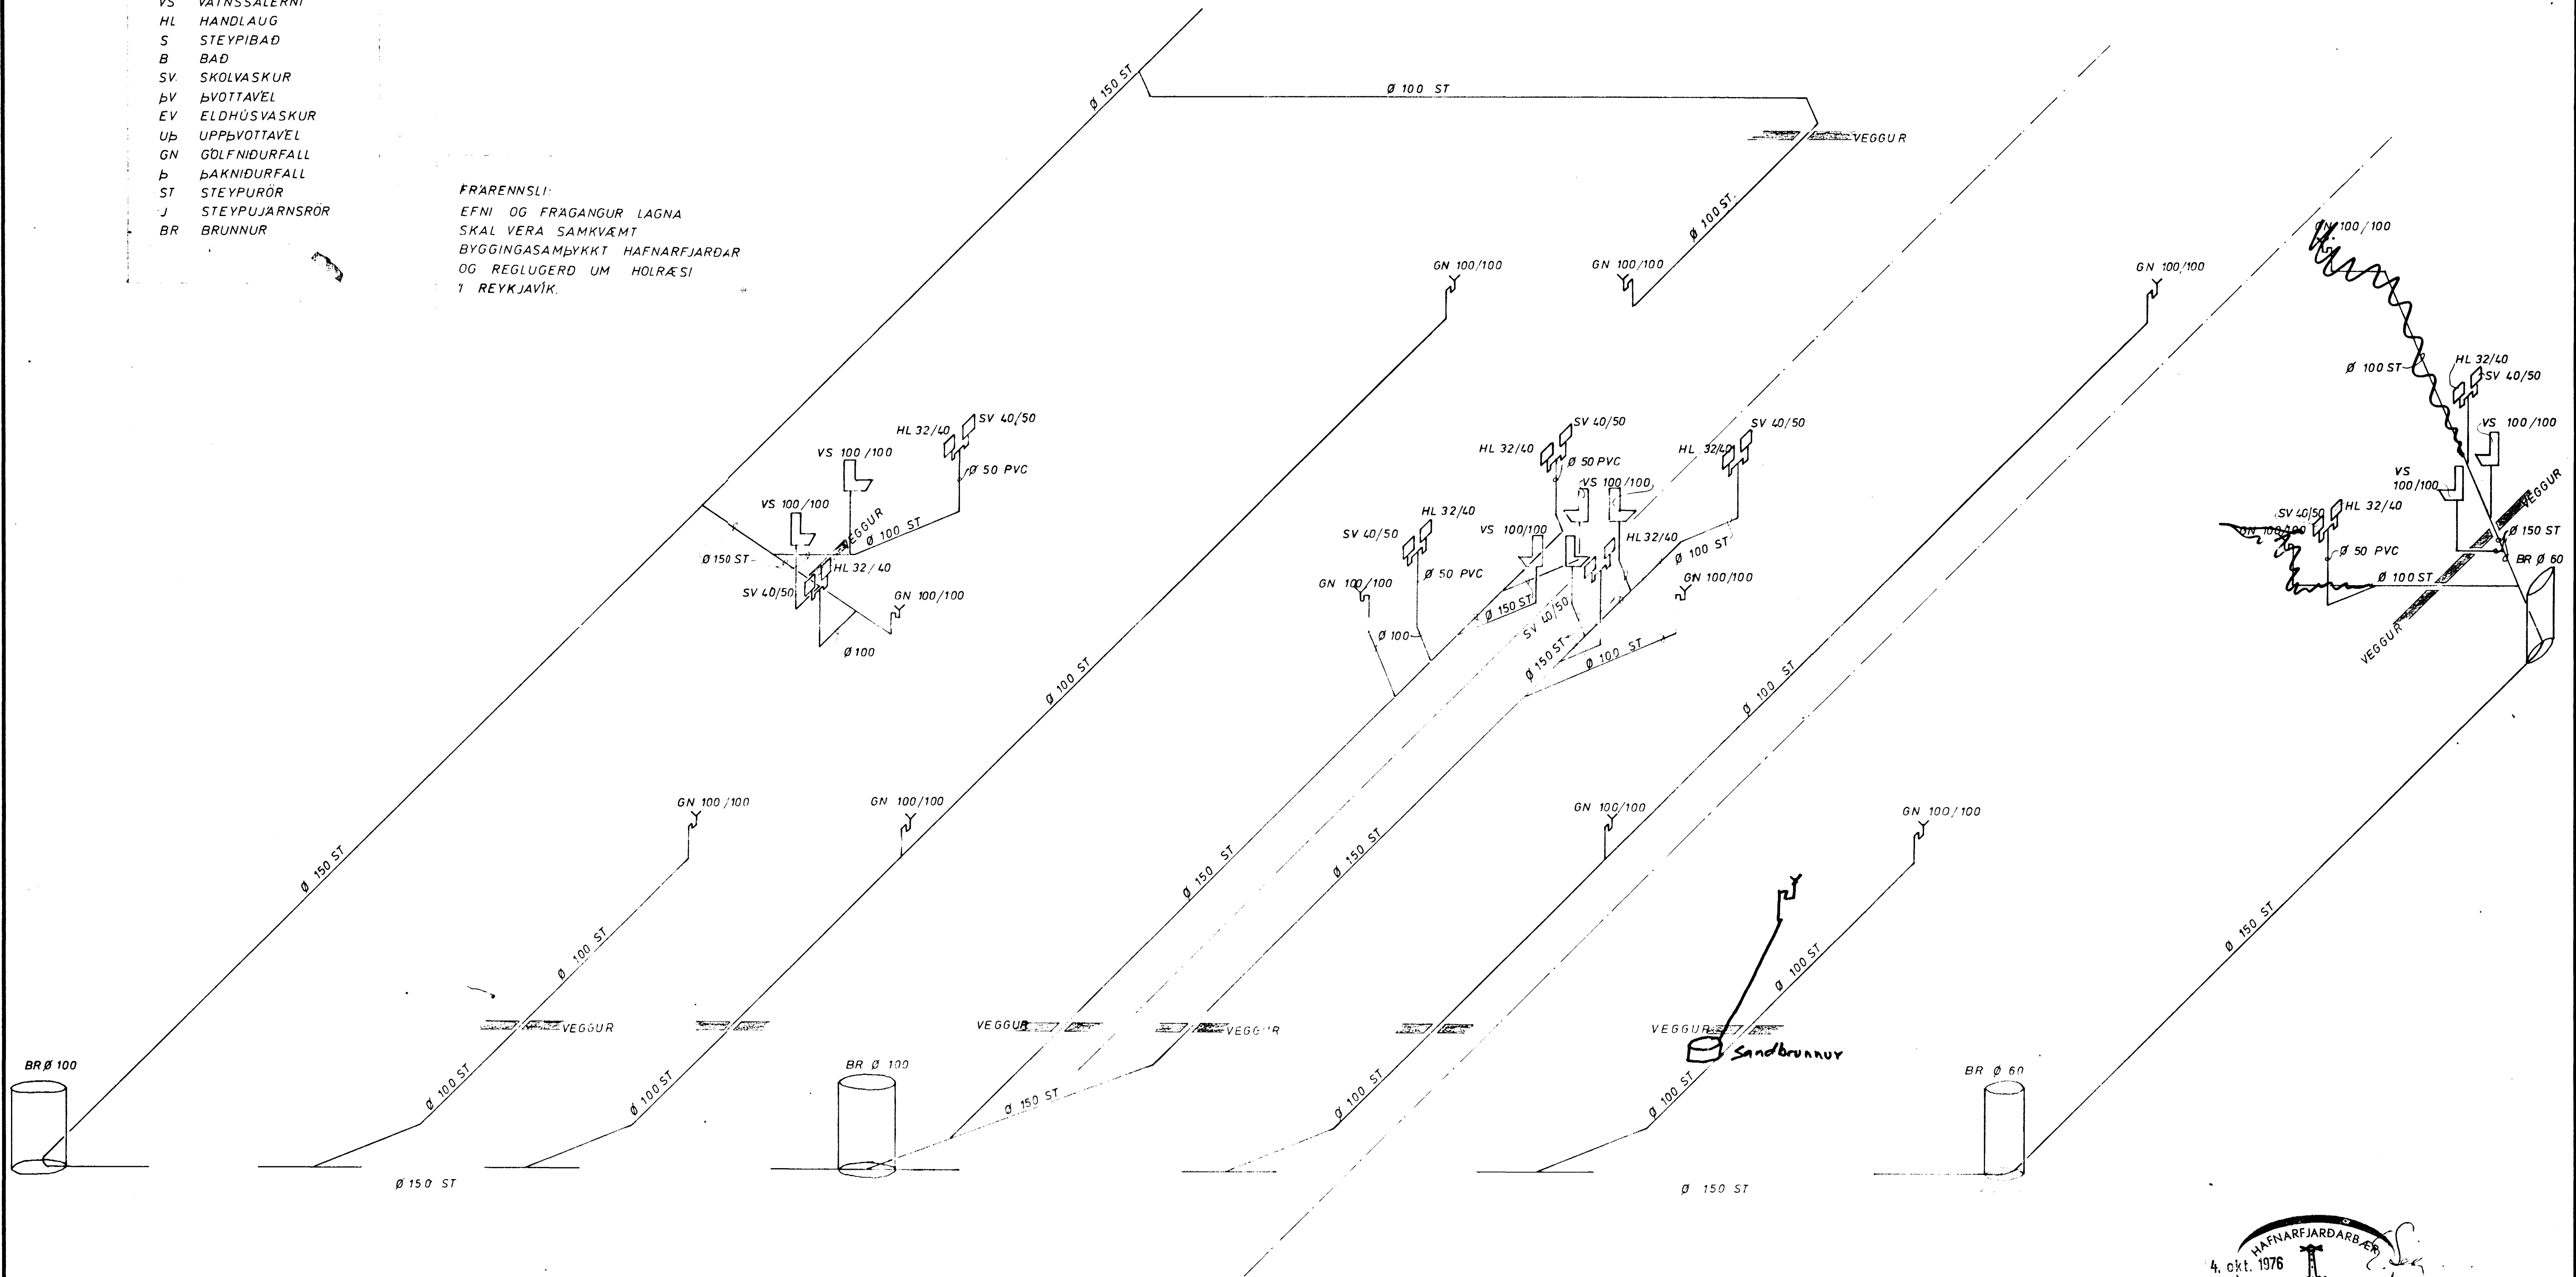 VS VATNSSALERNI
HL HANDLAUG
S STEYPIBAÐ
B BAÐ
SV. SKOLVASKUR
ÞV ÞVOTTAVÉL
EV ELDHÚSVASKUR
UÞ UPPÞVOTTAVÉL
GN GÓLFNIÐURFALL
Þ ÞAKNIÐURFALL
ST STEYPURÖR
J STEYPUJÁRNSRÖR
BR BRUNNUR
FRÁRENNSLI:
EFNI OG FRÁGANGUR LAGNA
SKAL VERA SAMKVÆMT
BYGGINGASAMÞYKKT HAFNARFJARÐAR
OG REGLUGERÐ UM HOLRÆSI
Í REYKJAVÍK.
Ø 150 ST
Ø 100 ST
VEGGUR
Ø 100 ST.
GN 100/100
GN 100/100
GN 100/100
GN 100/100
Ø 100 ST
HL 32/40
SV 40/50
VS 100/100
VS
100/100
VEGGUR
SV 40/50
HL 32/40
GN 100/100
Ø 150 ST
Ø 50 PVC
BR Ø 60
Ø 100 ST
VEGGUR
SV 40/50
HL 32/40
VS 100/100
Ø 50 PVC
VS 100/100
VEGGUR
Ø 100 ST
Ø 150 ST
HL 32/40
SV 40/50
GN 100/100
Ø 100
SV 40/50
HL 32/40
Ø 50 PVC
VS 100/100
SV 40/50
HL 32/40
HL 32/40
SV 40/50
VS 100/100
HL 32/40
Ø 100 ST
GN 100/100
Ø 50 PVC
GN 100/100
Ø 150 ST
SV 40/50
Ø 100
Ø 150 ST
Ø 100 ST
Ø 100 ST
Ø 100 ST
GN 100/100
GN 100/100
GN 100/100
GN 100/100
Ø 150 ST
Ø 150 ST
Ø 150 ST
Ø 150 ST
Ø 100 ST
Ø 100 ST
VEGGUR
VEGGUR
VEGGUR
VEGGUR
Sandbrunnur
BR Ø 100
BR Ø 100
BR Ø 60
Ø 100 ST
Ø 100 ST
Ø 150 ST
Ø 100 ST
Ø 100 ST
Ø 150 ST
Ø 150 ST
HAFNARFJARÐARBÆR
4. okt. 1976